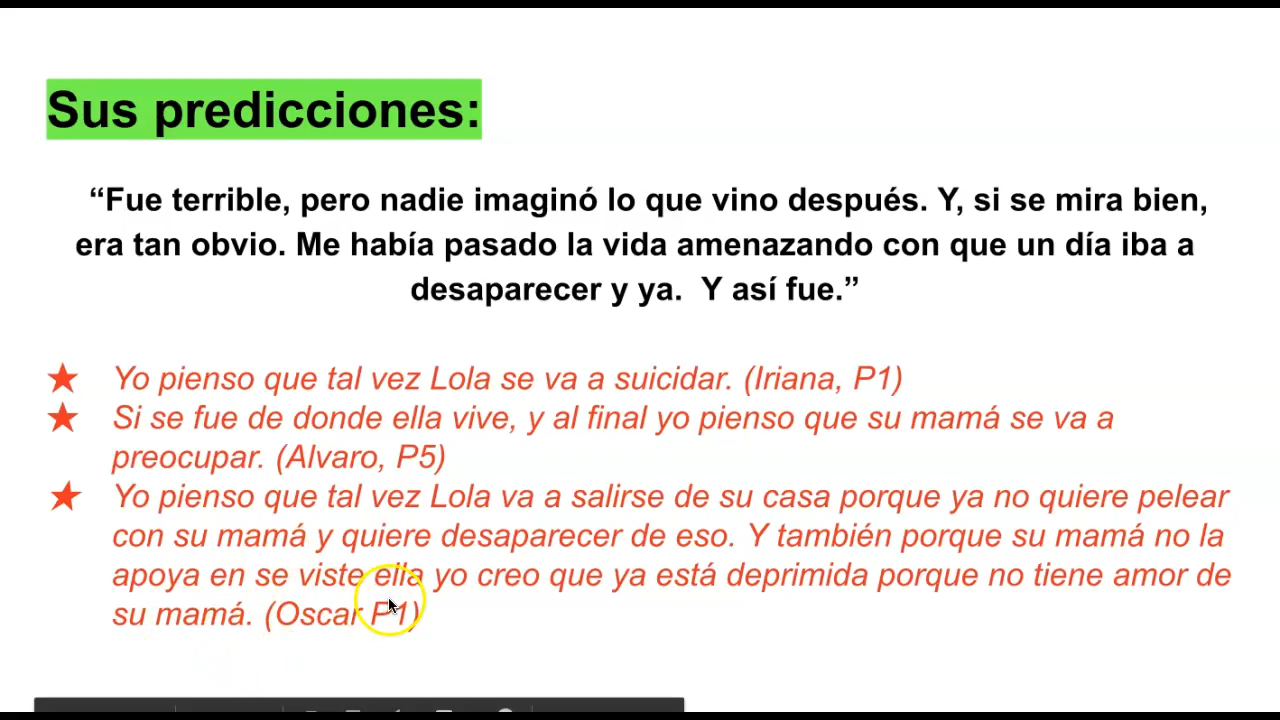 Sus predicciones:
“Fue terrible, pero nadie imaginó lo que vino después. Y, si se mira bien,
era tan obvio. Me había pasado la vida amenazando con que un día iba a
desaparecer y ya.  Y así fue.”
★ Yo pienso que tal vez Lola se va a suicidar. (Iriana, P1)
★ Si se fue de donde ella vive, y al final yo pienso que su mamá se va a
preocupar. (Alvaro, P5)
★ Yo pienso que tal vez Lola va a salirse de su casa porque ya no quiere pelear
con su mamá y quiere desaparecer de eso. Y también porque su mamá no la
apoya en se viste ella yo creo que ya está deprimida porque no tiene amor de
su mamá. (Oscar P1)